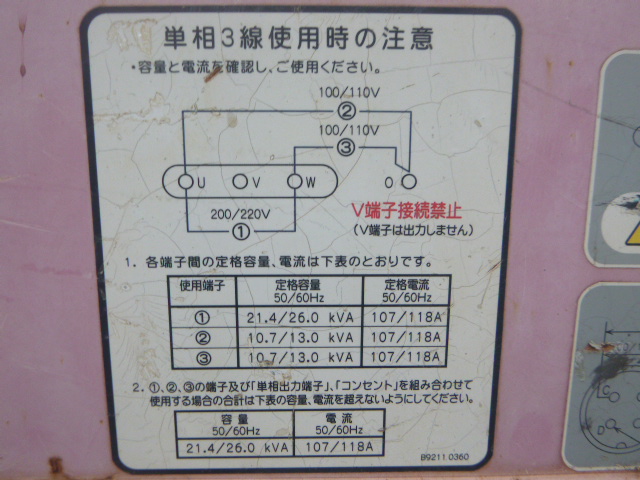 単相3線使用時の注意
・容量と電流を確認し、ご使用ください。
100/110V
②
100/110V
③
U V W O
200/220V
①
V端子接続禁止
(V端子は出力しません)
1. 各端子間の定格容量、電流は下表のとおりです。
使用端子 定格容量 50/60Hz 定格電流 50/60Hz
① 21.4/26.0 kVA 107/118A
② 10.7/13.0 kVA 107/118A
③ 10.7/13.0 kVA 107/118A
2. ①、②、③の端子及び「単相出力端子」、「コンセント」を組み合わせて
使用する場合の合計は下表の容量、電流を超えないようにしてください。
容量 50/60Hz 電流 50/60Hz
21.4/26.0 kVA 107/118A
B92110360